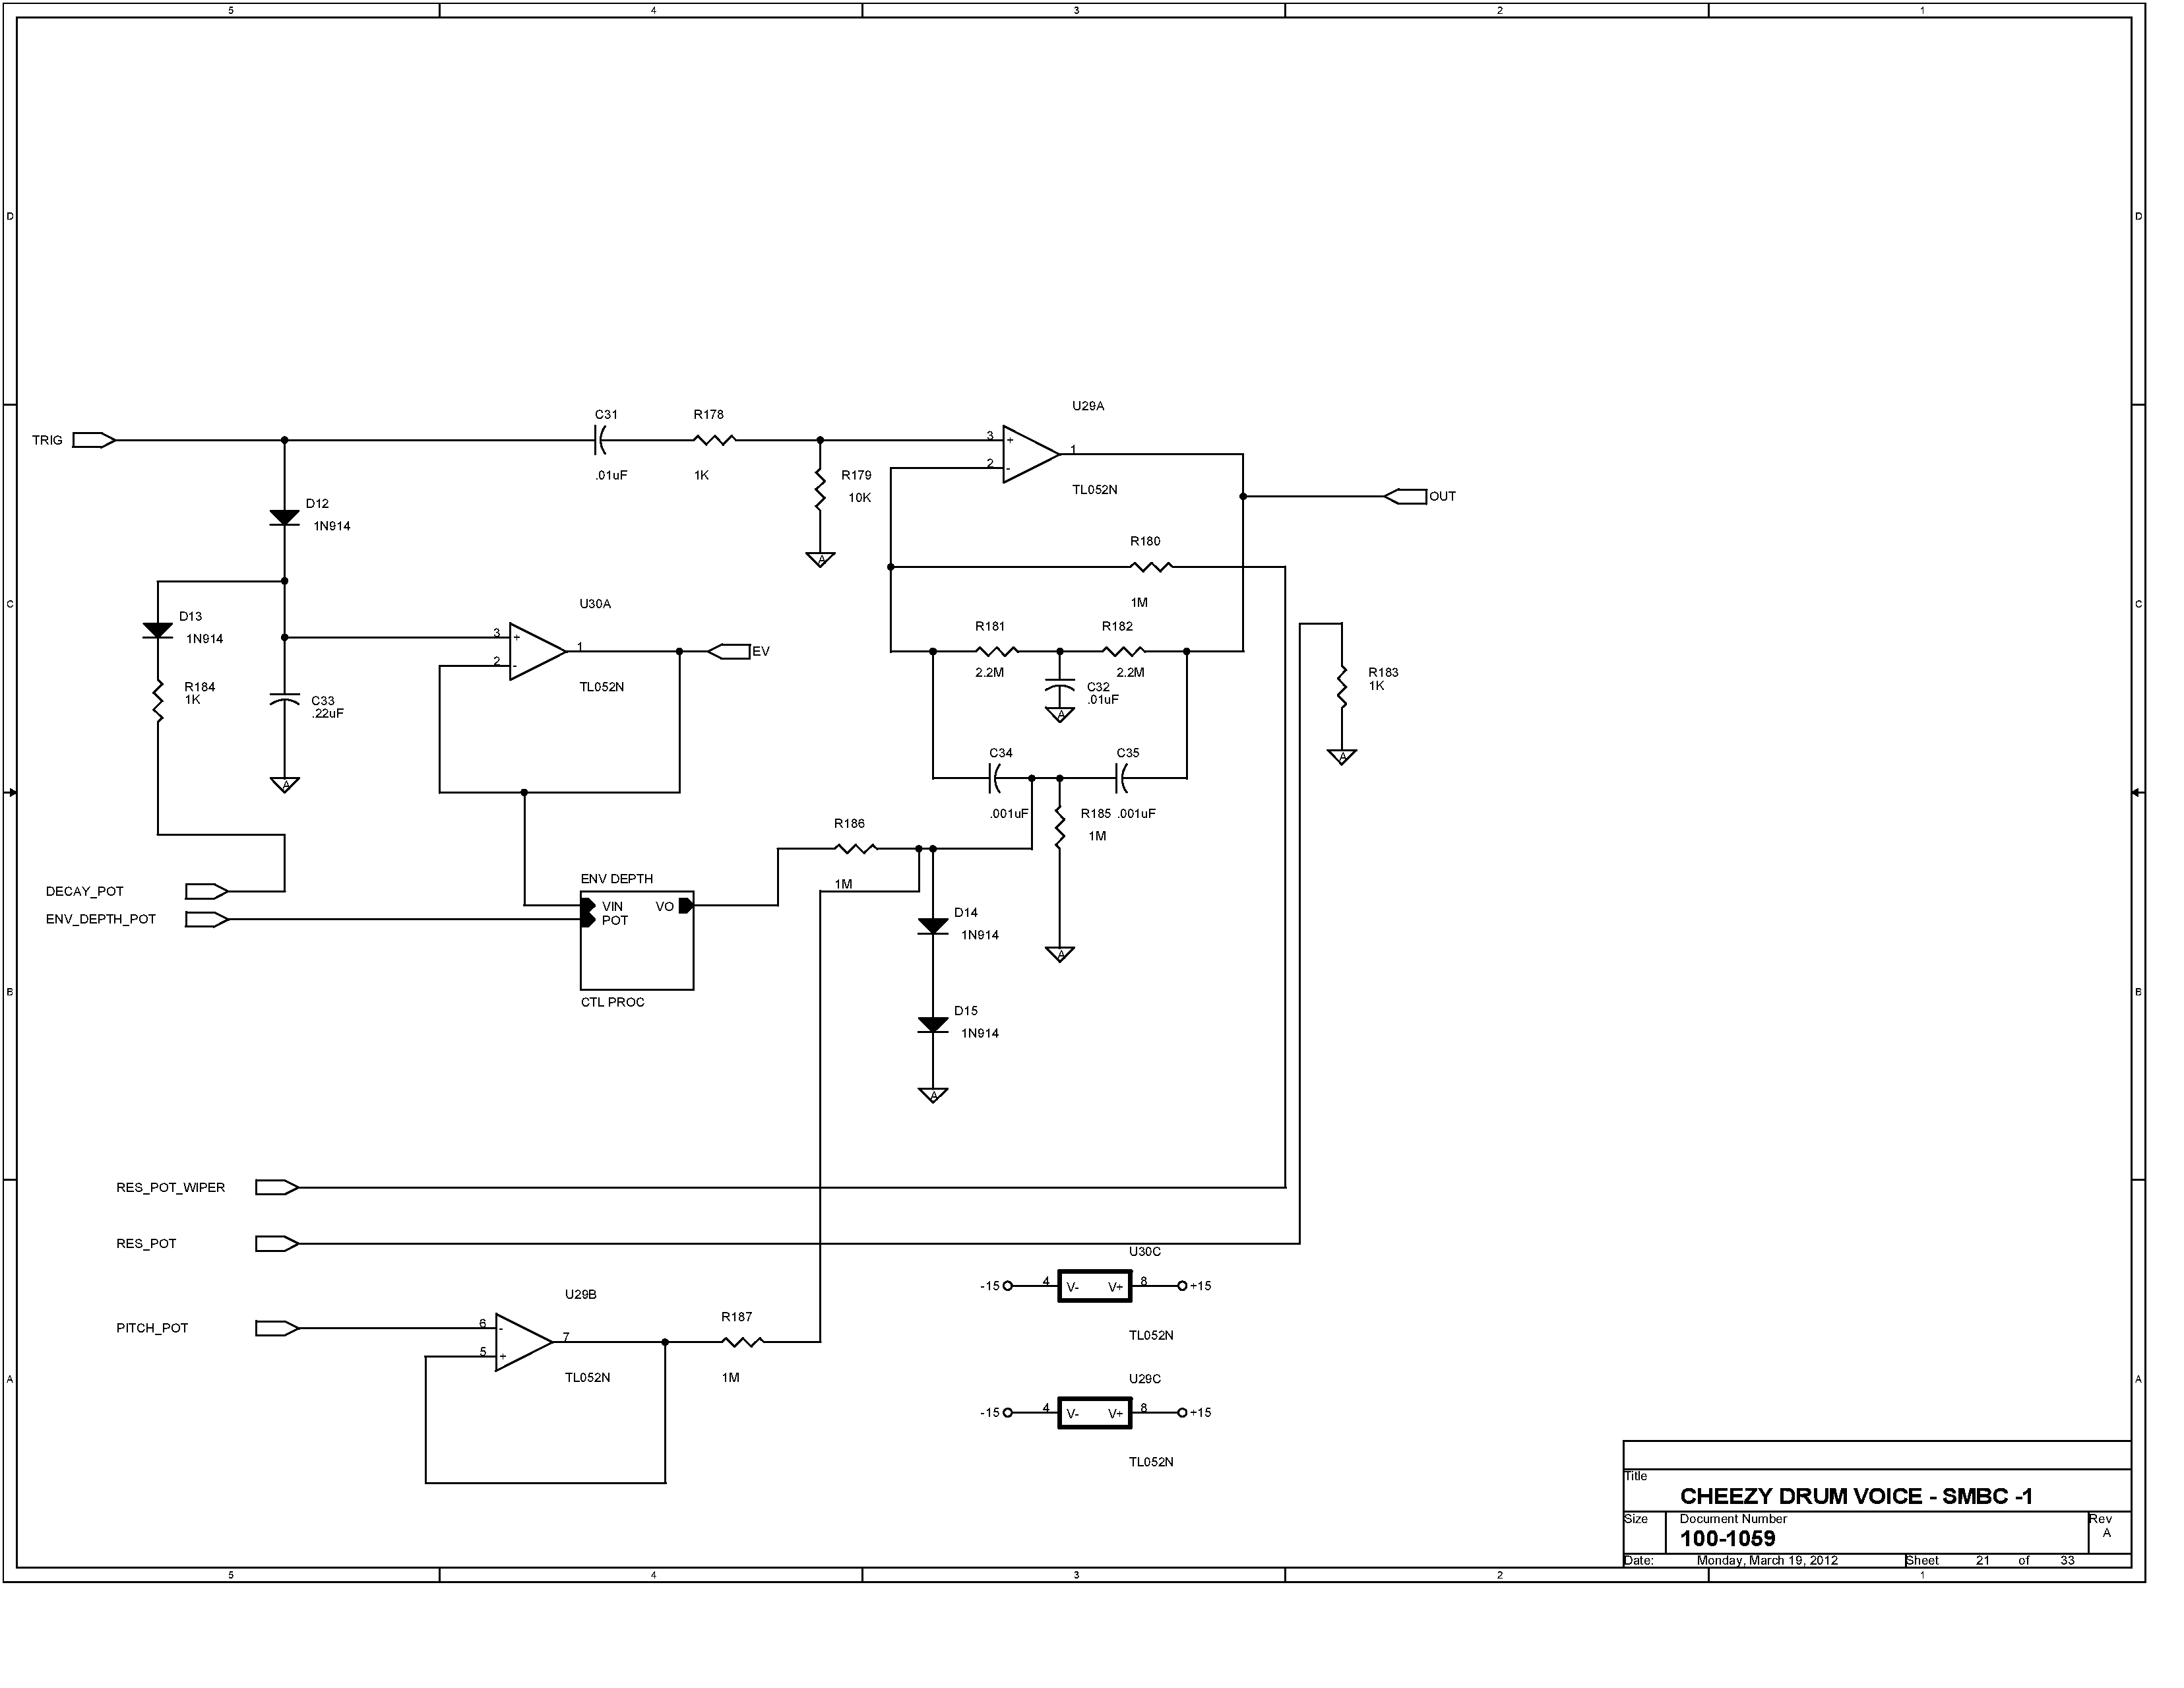 5 4 3 2 1
D D
C31 R178 U29A
TRIG 3 + 1
.01uF 1K 2 - R179 10K TL052N OUT
D12
1N914
A
R180
1M
C C
D13
1N914
U30A
3 + 1
2 - EV
TL052N
R181 R182
2.2M 2.2M
R184
1K
C33
.22uF
C32
.01uF
A
R183
1K
A
A
C34 C35
.001uF R185 .001uF
1M
R186
1M
ENV DEPTH
DECAY_POT
VIN VO
ENV_DEPTH_POT
POT
D14
1N914
A
CTL PROC
B B
D15
1N914
A
RES_POT_WIPER
RES_POT
U30C
-15 4 V- V+ 8 +15
TL052N
U29B
PITCH_POT 6 - 7
5 +
TL052N
R187
1M
U29C
-15 4 V- V+ 8 +15
TL052N
A A
Title
CHEEZY DRUM VOICE - SMBC -1
Size Document Number Rev
100-1059 A
Date: Monday, March 19, 2012 Sheet 21 of 33
5 4 3 2 1